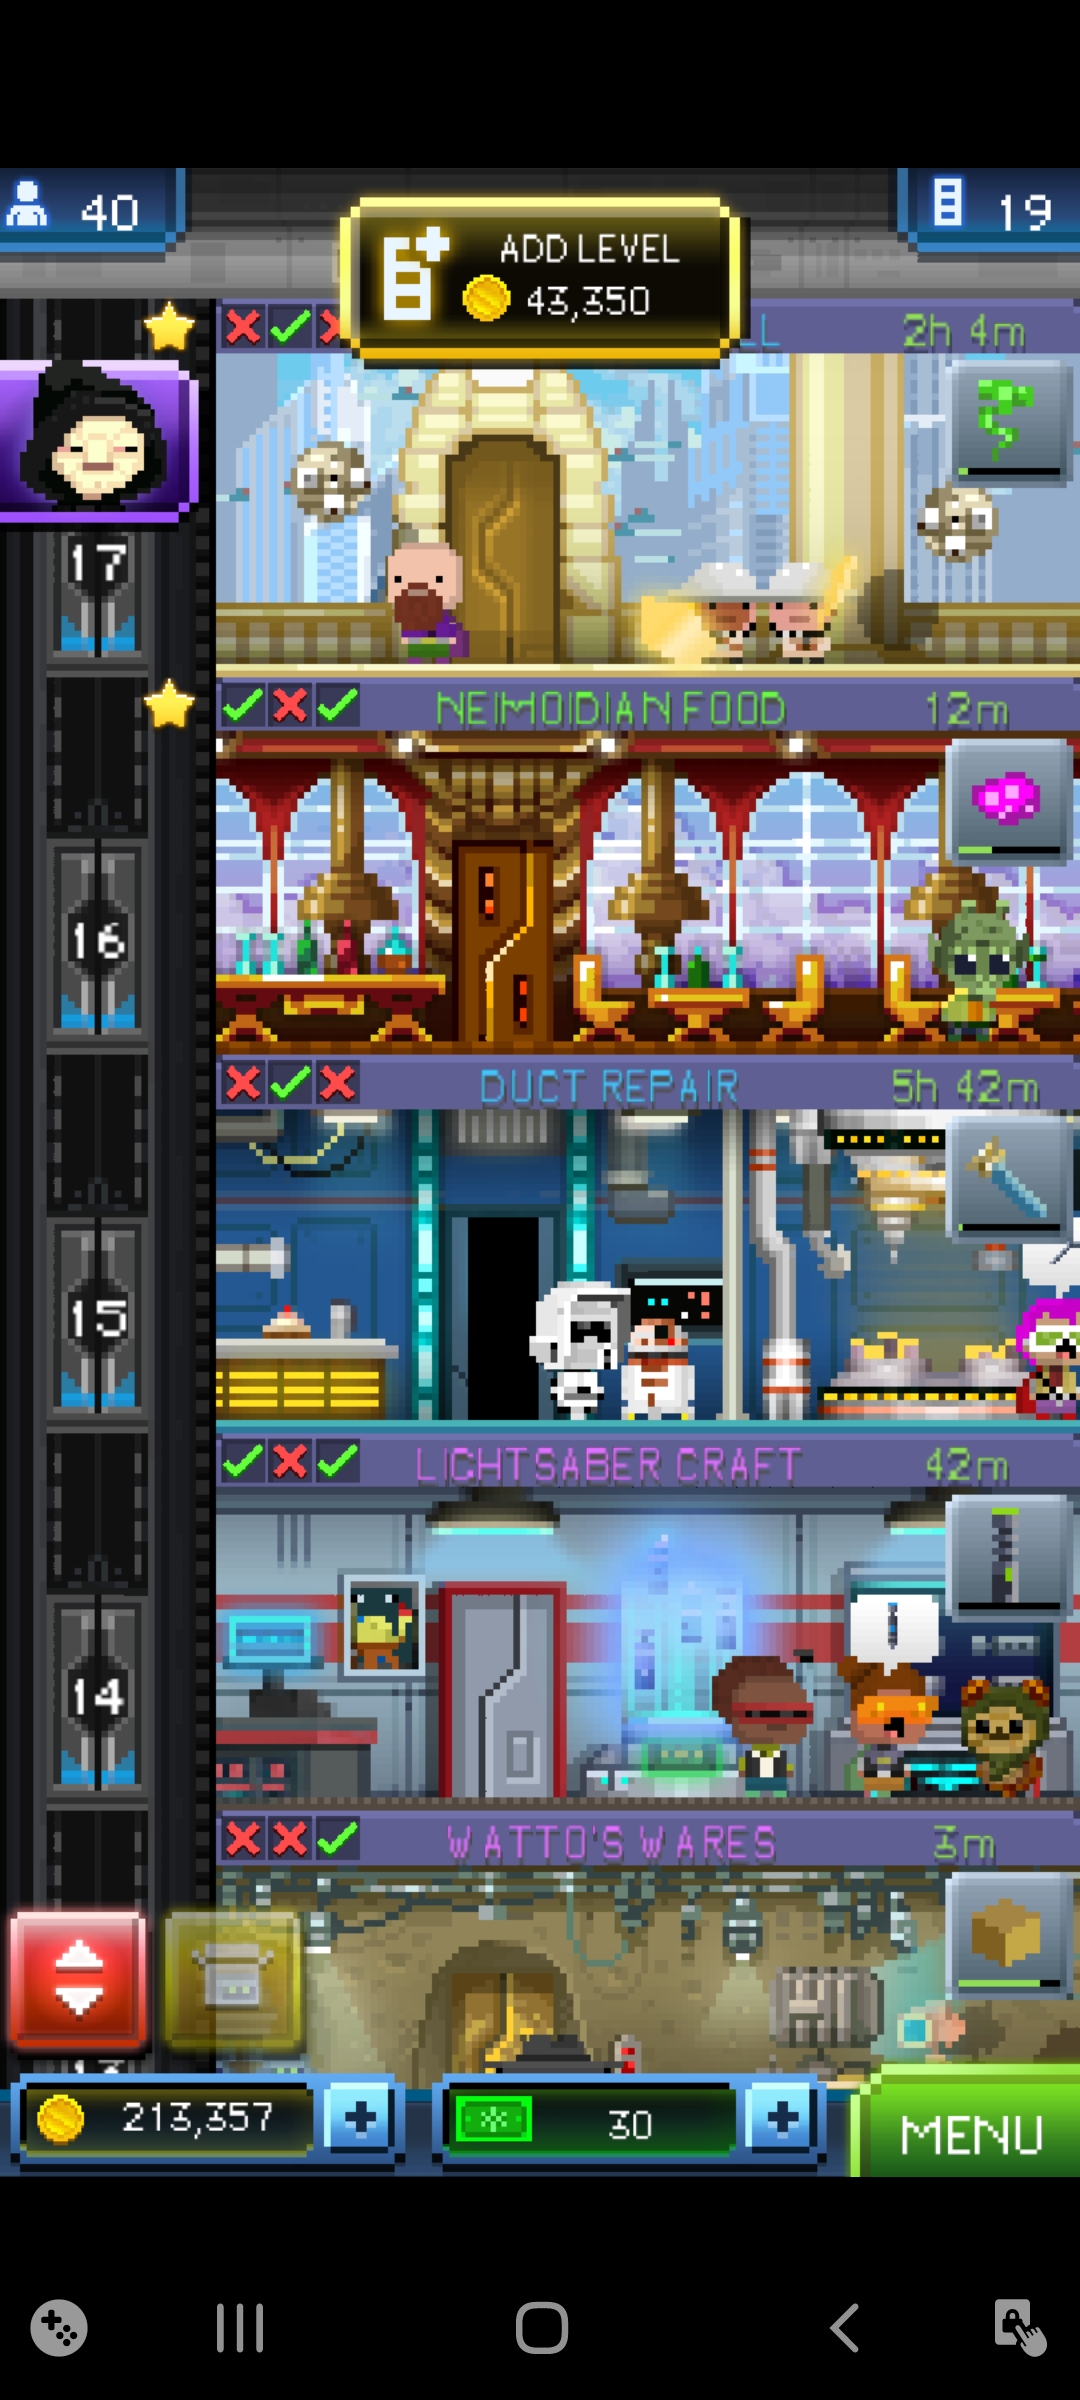 40
19
ADD LEVEL
43,350
LL 2h 4m
17
NEIMOIDIAN FOOD 12m
16
DUCT REPAIR 5h 42m
15
LIGHTSABER CRAFT 42m
14
WATTO'S WARES 3m
213,357
30
MENU